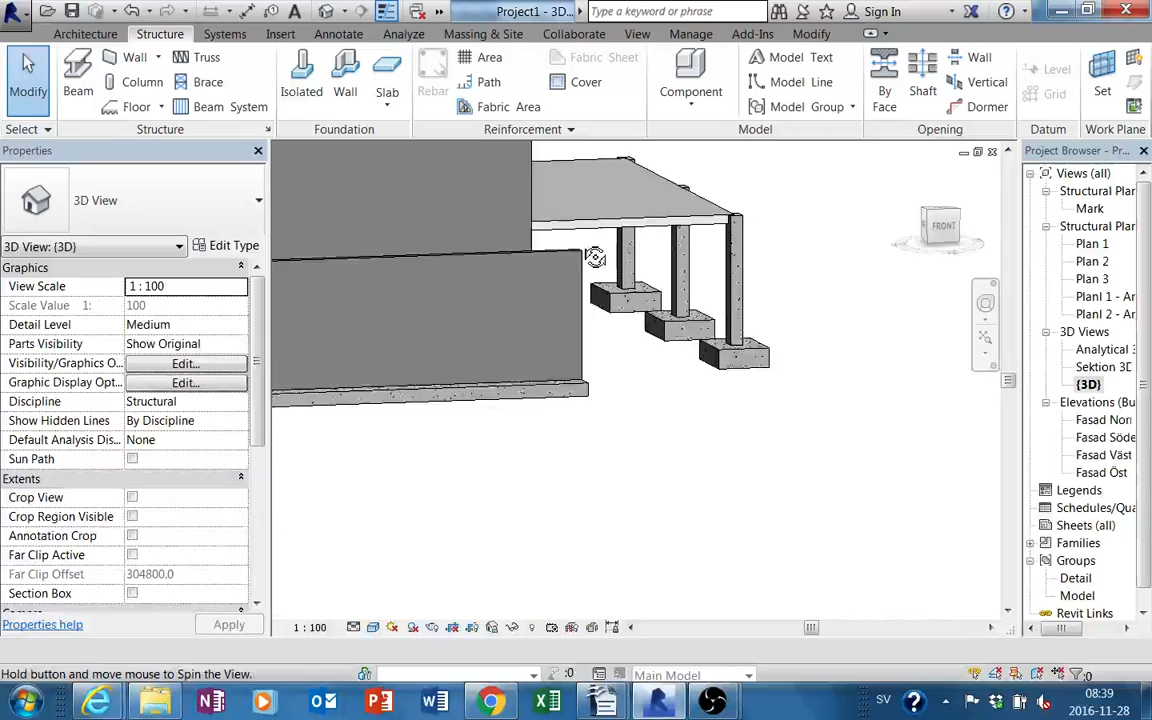 Project1 - 3D...
Type a keyword or phrase
Sign In
Architecture Structure Systems Insert Annotate Analyze Massing & Site Collaborate View Manage Add-Ins Modify
Modify
Select
Beam
Wall
Column
Floor
Truss
Brace
Beam System
Structure
Isolated
Wall
Slab
Foundation
Rebar
Area
Path
Fabric Area
Fabric Sheet
Cover
Reinforcement
Component
Model Text
Model Line
Model Group
Model
By Face
Shaft
Wall
Vertical
Dormer
Opening
Level
Grid
Datum
Set
Work Plane
Properties
3D View
3D View: {3D}
Edit Type
Graphics
View Scale 1 : 100
Scale Value 1: 100
Detail Level Medium
Parts Visibility Show Original
Visibility/Graphics O... Edit...
Graphic Display Opt... Edit...
Discipline Structural
Show Hidden Lines By Discipline
Default Analysis Dis... None
Sun Path
Extents
Crop View
Crop Region Visible
Annotation Crop
Far Clip Active
Far Clip Offset 304800.0
Section Box
Properties help
Apply
FRONT
1 : 100
Project Browser - Pr...
Views (all)
Structural Plar
Mark
Structural Plar
Plan 1
Plan 2
Plan 3
Plan1 - Ar
Plan2 - Ar
3D Views
Analytical
Sektion 3D
{3D}
Elevations (Bu
Fasad Nor
Fasad Söde
Fasad Väst
Fasad Öst
Legends
Schedules/Qua
Sheets (all)
Families
Groups
Detail
Model
Revit Links
Hold button and move mouse to Spin the View.
:0
Main Model
:0
SV
08:39
2016-11-28